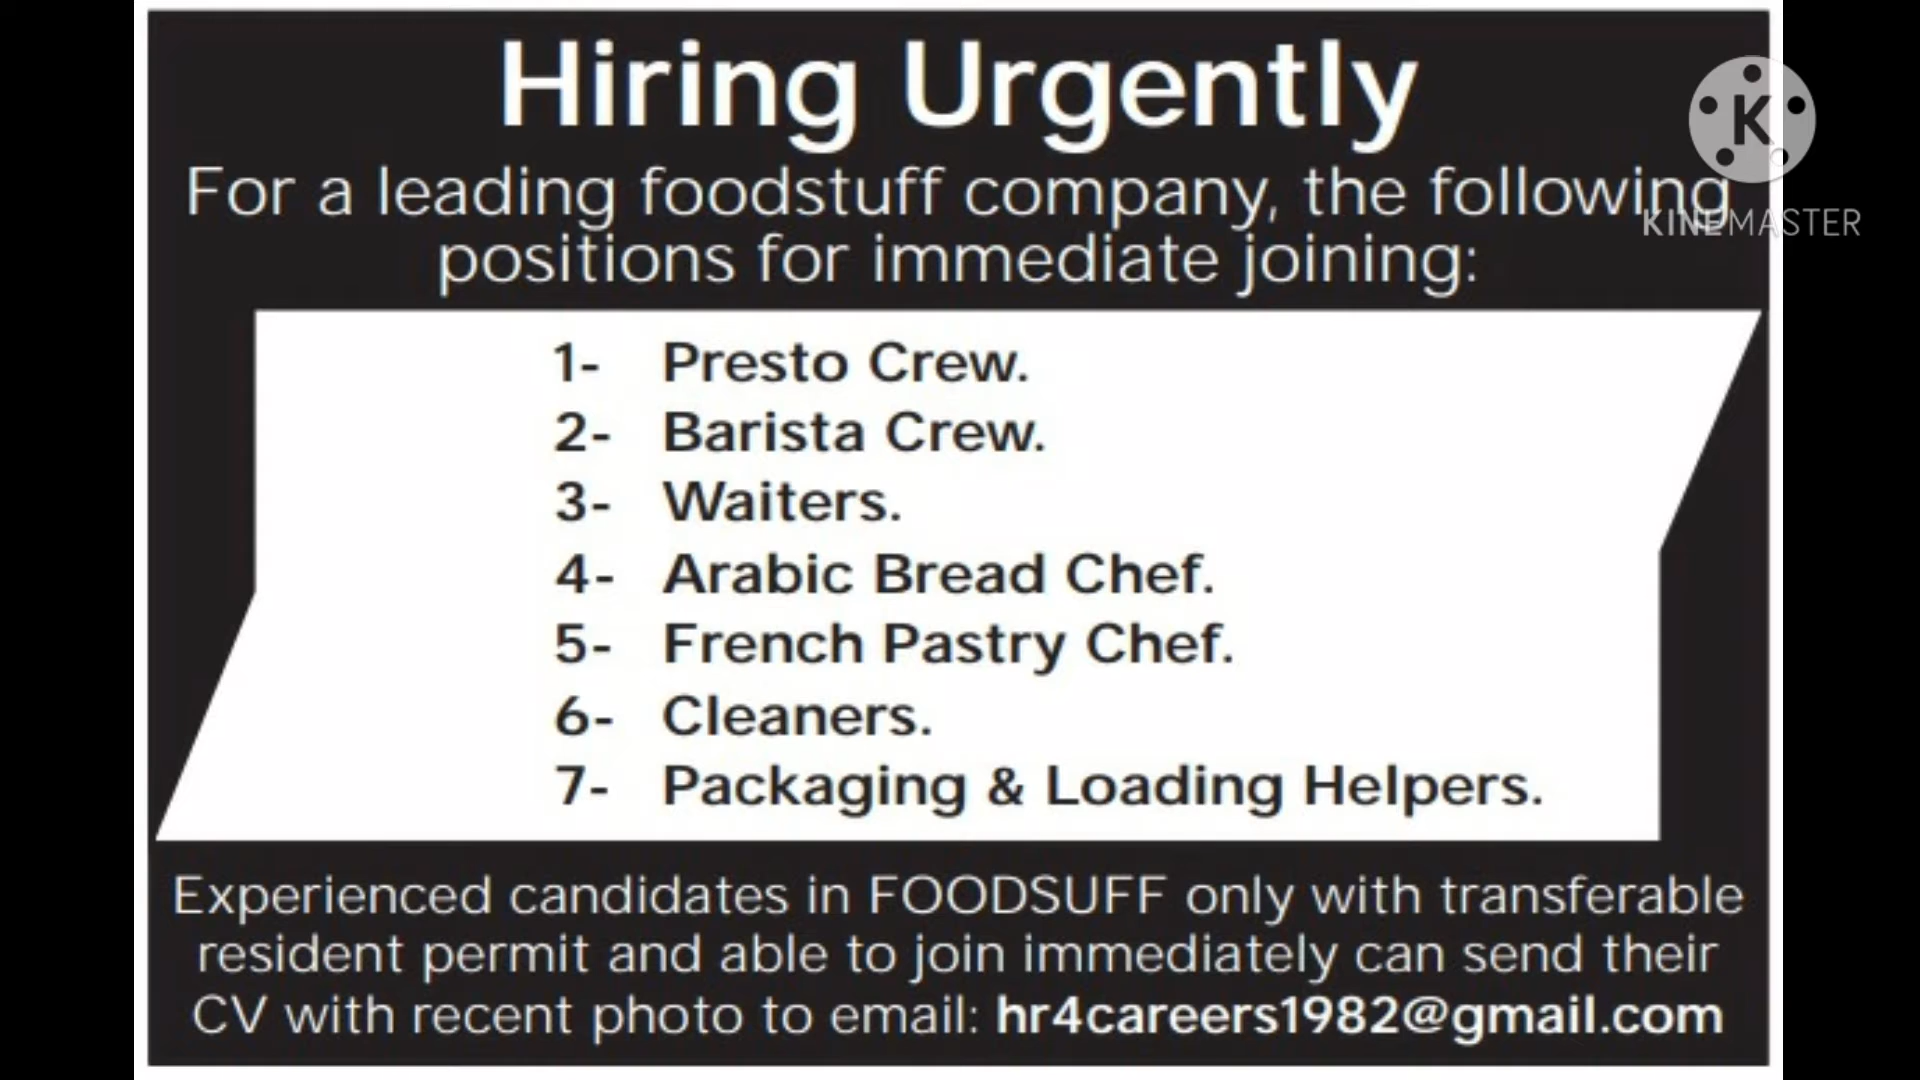 Hiring Urgently
For a leading foodstuff company, the following
positions for immediate joining:
1- Presto Crew.
2- Barista Crew.
3- Waiters.
4- Arabic Bread Chef.
5- French Pastry Chef.
6- Cleaners.
7- Packaging & Loading Helpers.
Experienced candidates in FOODSUFF only with transferable
resident permit and able to join immediately can send their
CV with recent photo to email: hr4careers1982@gmail.com
K
KINEMASTER